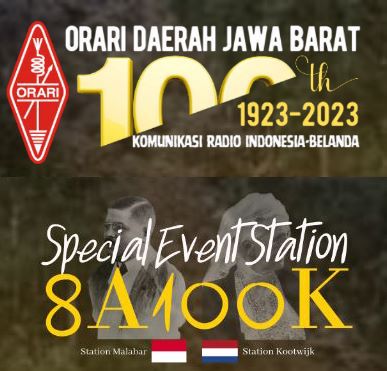 ORARI DAERAH JAWA BARAT
ORARI
100th
1923-2023
KOMUNIKASI RADIO INDONESIA-BELANDA
Special Event Station
8A100K
Station Malabar
Station Kootwijk